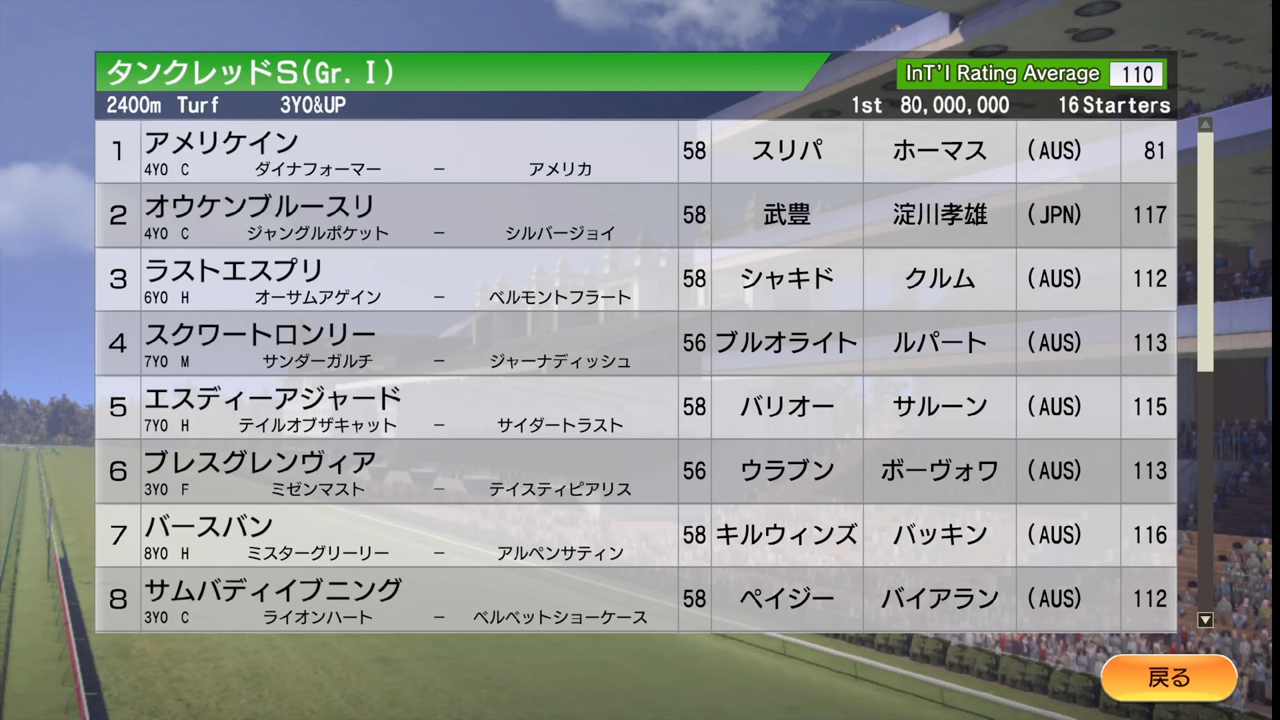 タンクレッドS(Gr.Ⅰ)
InT'l Rating Average 110
2400m Turf 3YO&UP 1st 80,000,000 16Starters
1 アメリケイン 58 スリパ ホーマス (AUS) 81
4YO C ダイナフォーマー － アメリカ
2 オウケンブルースリ 58 武豊 淀川孝雄 (JPN) 117
4YO C ジャングルポケット － シルバージョイ
3 ラストエスプリ 58 シャキド クルム (AUS) 112
6YO H オーサムアゲイン － ベルモントフラート
4 スクワートロンリー 56 ブルオライト ルパート (AUS) 113
7YO M サンダーガルチ － ジャーナディッシュ
5 エスディーアジャード 58 バリオー サルーン (AUS) 115
7YO H テイルオブザキャット － サイダートラスト
6 ブレスグレンヴィア 56 ウラブン ボーヴォワ (AUS) 113
3YO F ミゼンマスト － テイスティピアリス
7 バースバン 58 キルウィンズ バッキン (AUS) 116
8YO H ミスターグリーリー － アルペンサティン
8 サムバディイブニング 58 ペイジー バイアラン (AUS) 112
3YO C ライオンハート － ベルベットショーケース
戻る